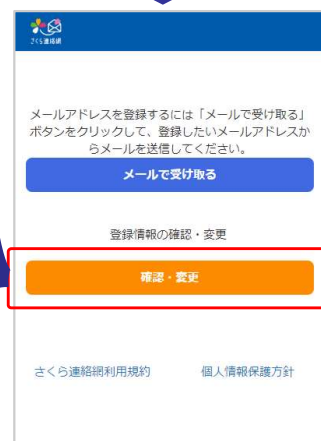 さくら連絡網
メールアドレスを登録するには「メールで受け取る」
ボタンをクリックして、登録したいメールアドレスか
らメールを送信してください。
メールで受け取る
登録情報の確認・変更
確認・変更
さくら連絡網利用規約 個人情報保護方針